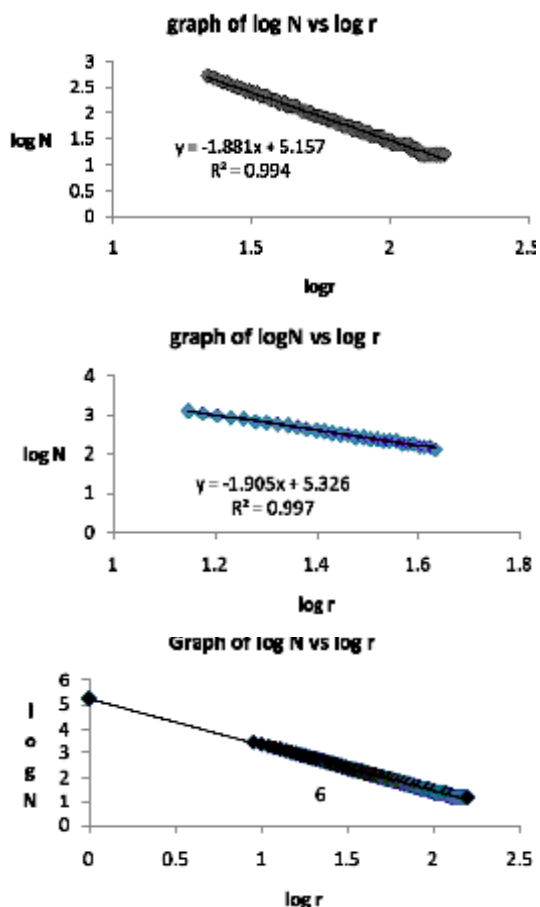 graph of log N vs log r
3
2.5
2
1.5
1
0.5
0
log N
y = -1.881x + 5.157
R² = 0.994
1 1.5 2 2.5
logr
graph of logN vs log r
4
3
2
1
0
log N
y = -1.905x + 5.326
R² = 0.997
1 1.2 1.4 1.6 1.8
log r
Graph of log N vs log r
6
5
4
3
2
1
0
l
o
g
N
6
0 0.5 1 1.5 2 2.5
log r